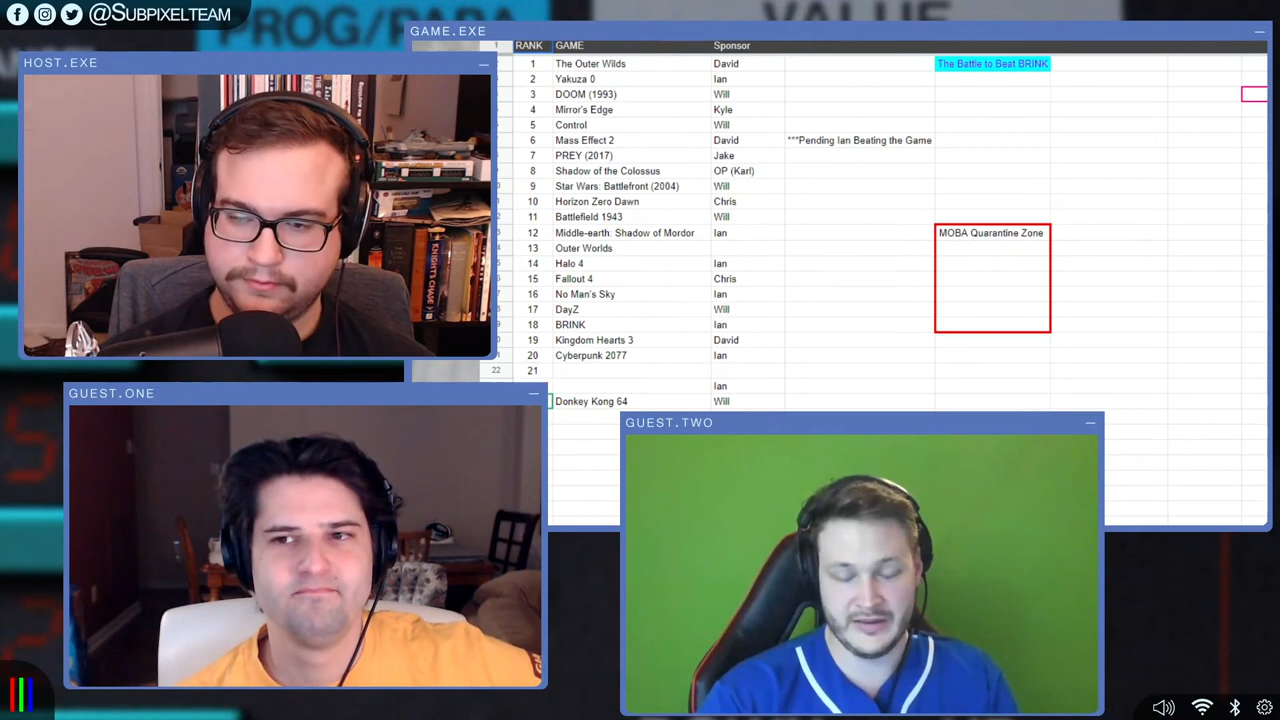 @SUBPIXELTEAM
PROG/PARA
VALUE
GAME.EXE
HOST.EXE
1 RANK GAME Sponsor
1 The Outer Wilds David The Battle to Beat BRINK
2 Yakuza 0 Ian
3 DOOM (1993) Will
4 Mirror's Edge Kyle
5 Control Will
6 Mass Effect 2 David ***Pending Ian Beating the Game
7 PREY (2017) Jake
8 Shadow of the Colossus OP (Karl)
9 Star Wars: Battlefront (2004) Will
10 Horizon Zero Dawn Chris
11 Battlefield 1943 Will
12 Middle-earth: Shadow of Mordor Ian MOBA Quarantine Zone
13 Outer Worlds
14 Halo 4 Ian
15 Fallout 4 Chris
16 No Man's Sky Ian
17 DayZ Will
18 BRINK Ian
19 Kingdom Hearts 3 David
20 Cyberpunk 2077 Ian
22 21
Ian
Donkey Kong 64 Will
KNIGHT'S CHASE
GUEST.ONE
GUEST.TWO